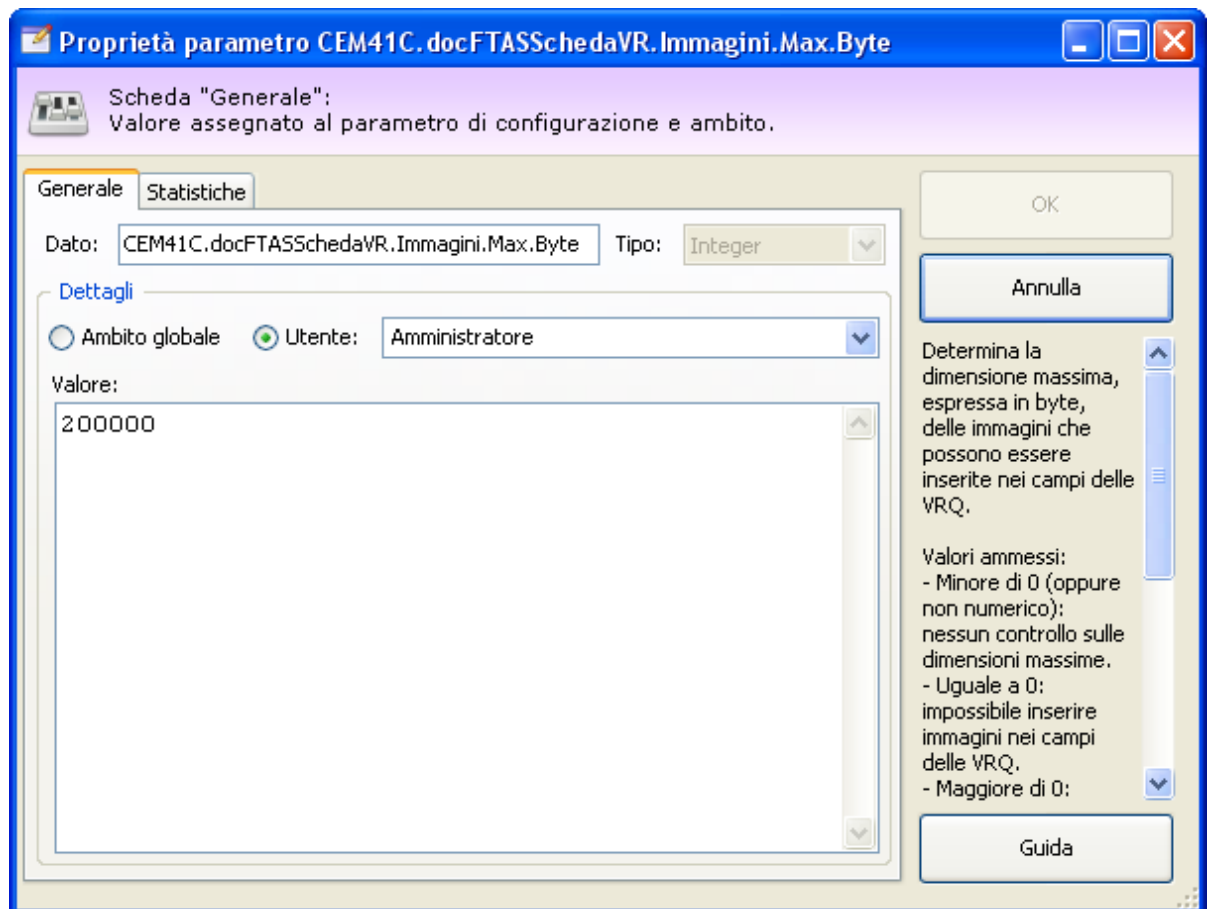 Proprietà parametro CEM41C.docFTASSchedaVR.Immagini.Max.Byte
Scheda "Generale":
Valore assegnato al parametro di configurazione e ambito.
Generale
Statistiche
Dato: CEM41C.docFTASSchedaVR.Immagini.Max.Byte Tipo: Integer
Dettagli
Ambito globale Utente: Amministratore
Valore:
200000
OK
Annulla
Determina la
dimensione massima,
espressa in byte,
delle immagini che
possono essere
inserite nei campi delle
VRQ.
Valori ammessi:
- Minore di 0 (oppure
non numerico):
nessun controllo sulle
dimensioni massime.
- Uguale a 0:
impossibile inserire
immagini nei campi
delle VRQ.
- Maggiore di 0:
Guida